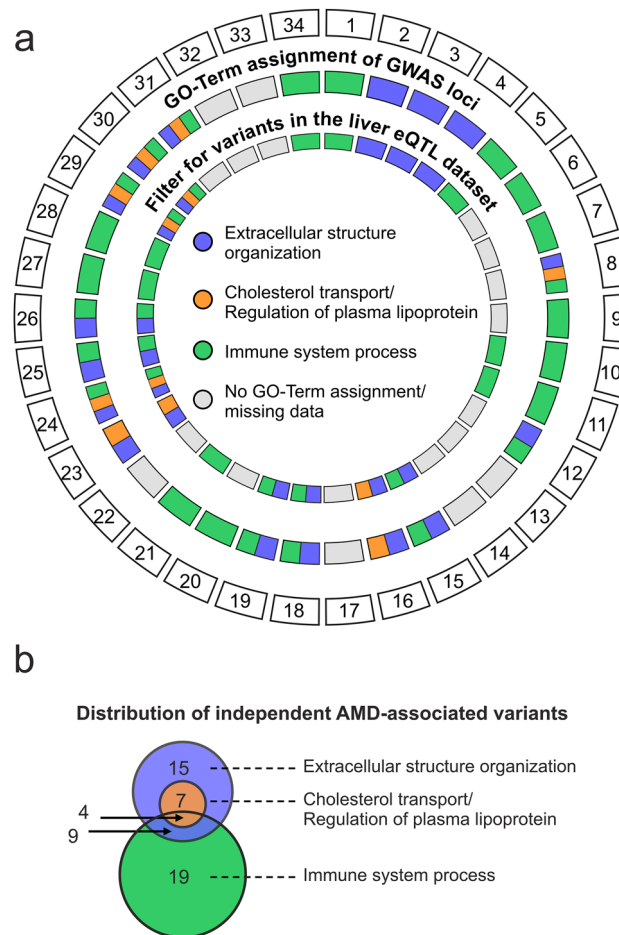 a
34
1
2
3
4
5
6
7
8
9
10
11
12
13
14
15
16
17
18
19
20
21
22
23
24
25
26
27
28
29
30
31
32
33
GO-Term assignment of GWAS loci
Filter for variants in the liver eQTL dataset
Extracellular structure
organization
Cholesterol transport/
Regulation of plasma lipoprotein
Immune system process
No GO-Term assignment/
missing data
b
Distribution of independent AMD-associated variants
15
Extracellular structure organization
7
Cholesterol transport/
Regulation of plasma lipoprotein
4
9
19
Immune system process